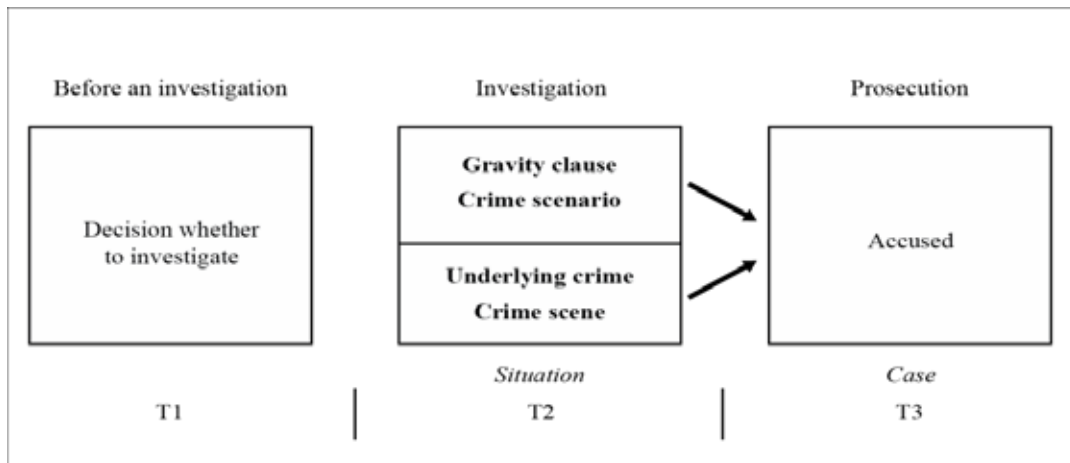 Before an investigation
Investigation
Prosecution
Decision whether
to investigate
Gravity clause
Crime scenario
Underlying crime
Crime scene
Accused
Situation
Case
T1
T2
T3